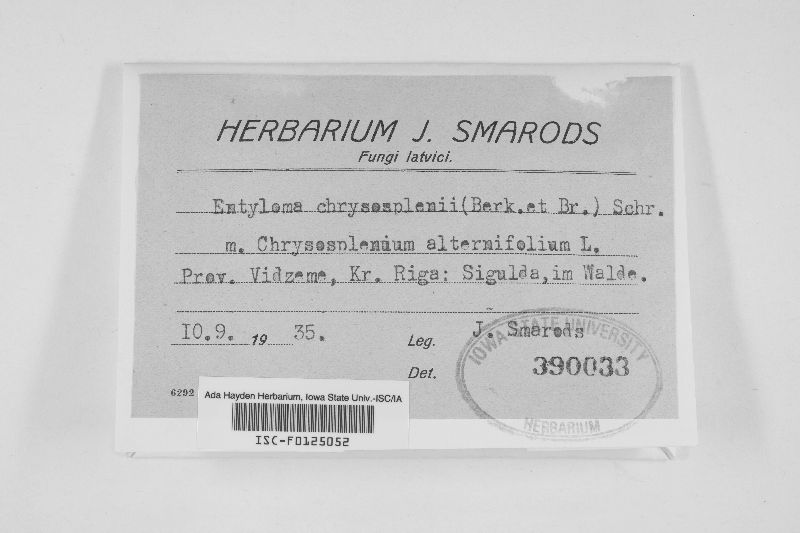 HERBARIUM J. SMARODS
Fungi latvici.
Entyloma chrysosplenii (Berk. et Br.) Schr.
m. Chrysosplenium alternifolium L.
Prov. Vidzeme, Kr. Riga: Sigulda, im Walde.
10.9. 19 35.
Leg. J. Smarods
Det.
IOWA STATE UNIVERSITY
390033
HERBARIUM
6292
Ada Hayden Herbarium, Iowa State Univ.-ISC/IA
ISC-F0125052